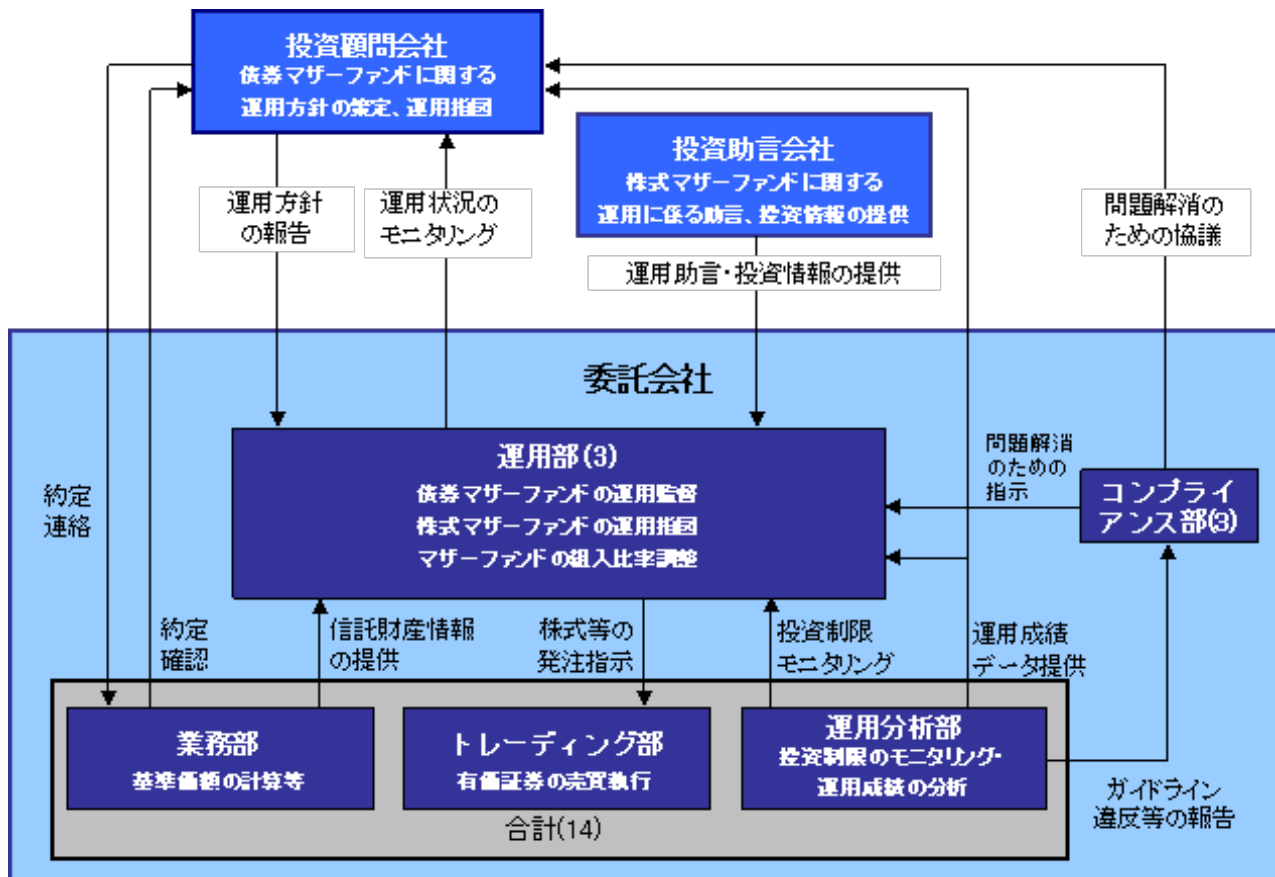 投資顧問会社
債券マザーファンドに関する
運用方針の策定、運用指図
投資助言会社
株式マザーファンドに関する
運用に係る助言、投資情報の提供
運用方針
の報告
運用状況の
モニタリング
問題解消の
ための協議
運用助言・投資情報の提供
委託会社
運用部(3)
債券マザーファンドの運用監督
株式マザーファンドの運用指図
マザーファンドの組入比率調整
問題解消
のための
指示
コンプライ
アンス部(3)
約定
連絡
約定
確認
信託財産情報
の提供
株式等の
発注指示
投資制限
モニタリング
運用成績
データ提供
業務部
基準価額の計算等
トレーディング部
有価証券の売買執行
運用分析部
投資制限のモニタリング・
運用成績の分析
ガイドライン
違反等の報告
合計(14)